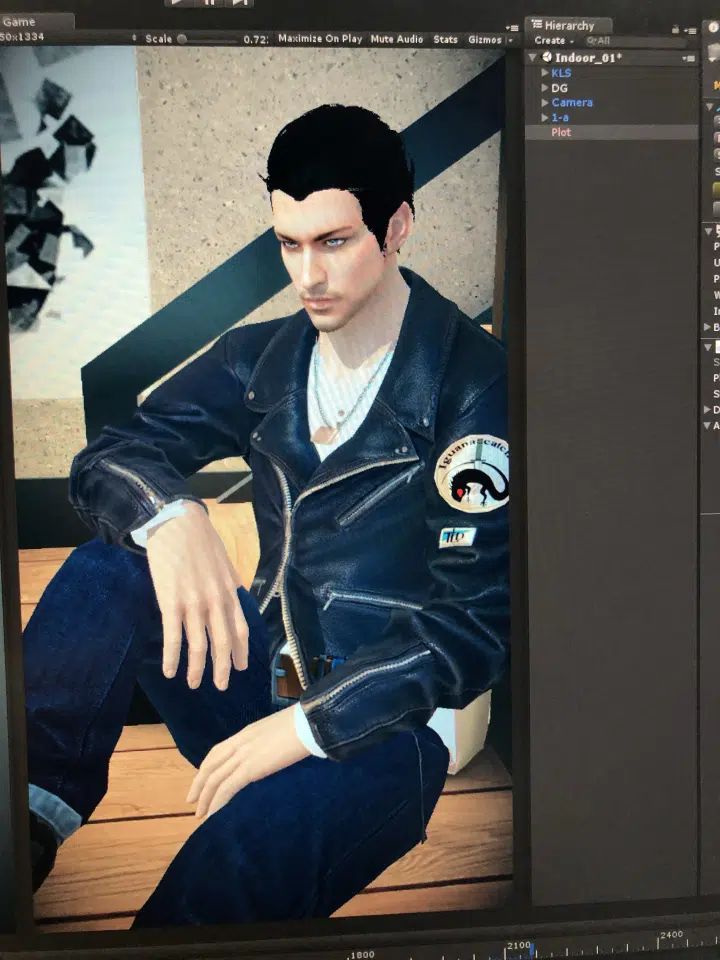 Game
50x1334 Scale 0.72: Maximize On Play Mute Audio Stats Gizmos
Hierarchy
Create All
Indoor_01*
KLS
DG
Camera
1-a
Plot
1800 2100 2400